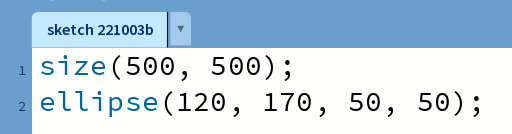 sketch 221003b
1 size(500, 500);
2 ellipse(120, 170, 50, 50);